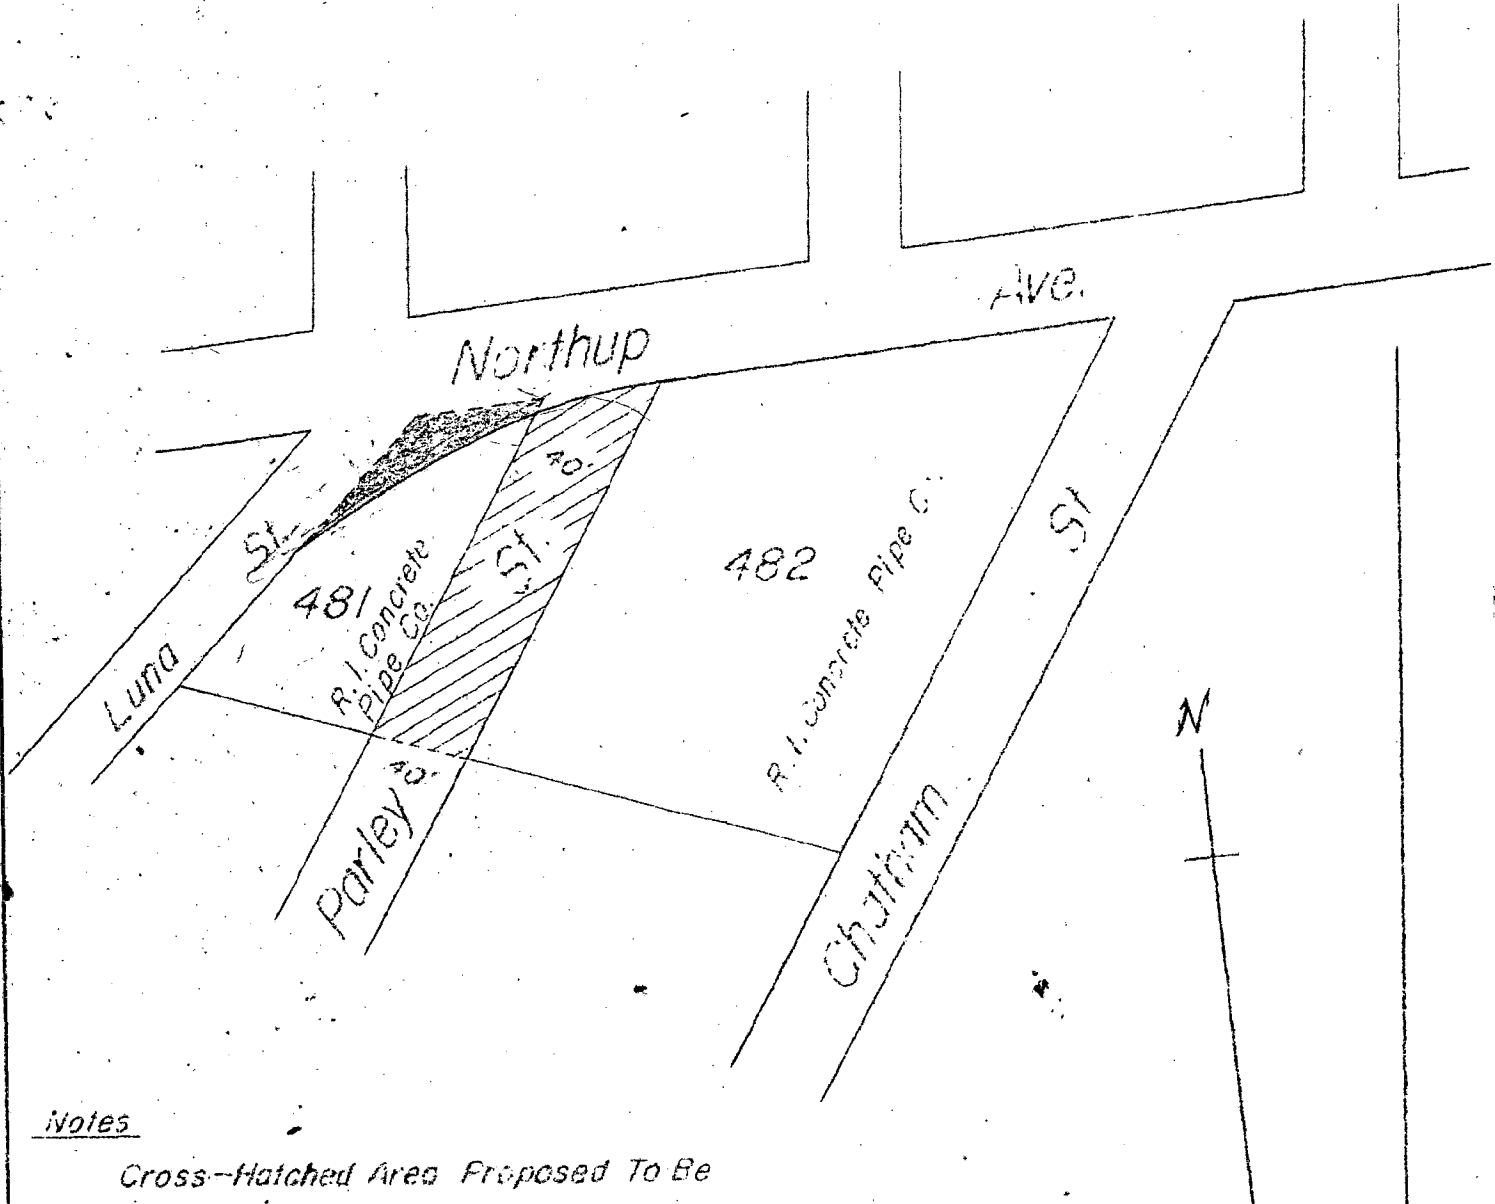 Ave.
Northup
40'
St.
St.
St
481
482
R. I. Concrete
Pipe Co.
R. I. Concrete Pipe
Luna
40'
Parley
Chatham
N
Notes
Cross-Hatched Area Proposed To Be